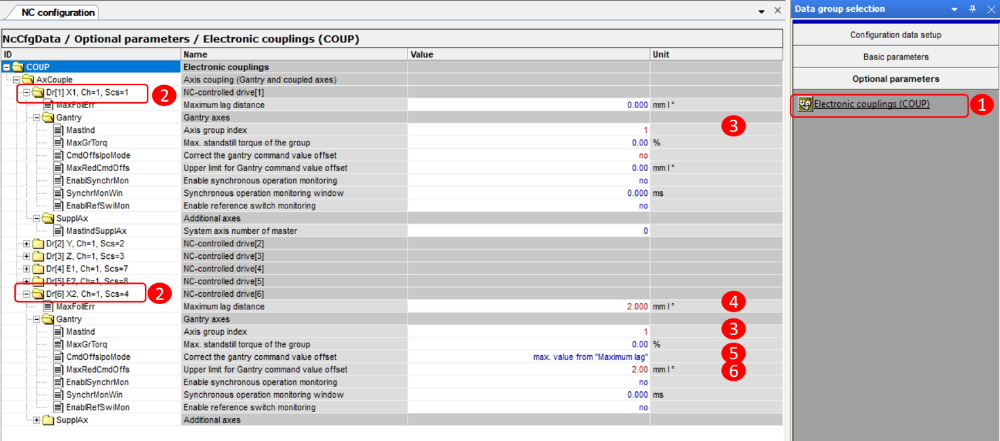 NC configuration
Data group selection
NcCfgData / Optional parameters / Electronic couplings (COUP)
Configuration data setup
Basic parameters
Optional parameters
Electronic couplings (COUP) 1
ID Name Value Unit
COUP Electronic couplings
AxCouple Axis coupling (Gantry and coupled axes)
Dr[1] X1, Ch=1, Scs=1 2 NC-controlled drive[1]
MaxFollErr Maximum lag distance 0.000 mm l °
Gantry Gantry axes
MastInd Axis group index 1 3
MaxGrTorq Max. standstill torque of the group 0.00 %
CmdOffsIpoMode Correct the gantry command value offset no
MaxRedCmdOffs Upper limit for Gantry command value offset 0.00 mm l °
EnablSynchrMon Enable synchronous operation monitoring no
SynchrMonWin Synchronous operation monitoring window 0.000 ms
EnablRefSwiMon Enable reference switch monitoring no
SupplAx Additional axes
MastIndSupplAx System axis number of master 0
Dr[2] Y, Ch=1, Scs=2 NC-controlled drive[2]
Dr[3] Z, Ch=1, Scs=3 NC-controlled drive[3]
Dr[4] E1, Ch=1, Scs=7 NC-controlled drive[4]
Dr[5] E2, Ch=1, Scs=8 NC-controlled drive[5]
Dr[6] X2, Ch=1, Scs=4 2 NC-controlled drive[6]
MaxFollErr Maximum lag distance 2.000 mm l ° 4
Gantry Gantry axes
MastInd Axis group index 1 3
MaxGrTorq Max. standstill torque of the group 0.00 %
CmdOffsIpoMode Correct the gantry command value offset max. value from "Maximum lag" 5
MaxRedCmdOffs Upper limit for Gantry command value offset 2.00 mm l ° 6
EnablSynchrMon Enable synchronous operation monitoring no
SynchrMonWin Synchronous operation monitoring window 0.000 ms
EnablRefSwiMon Enable reference switch monitoring no
SupplAx Additional axes